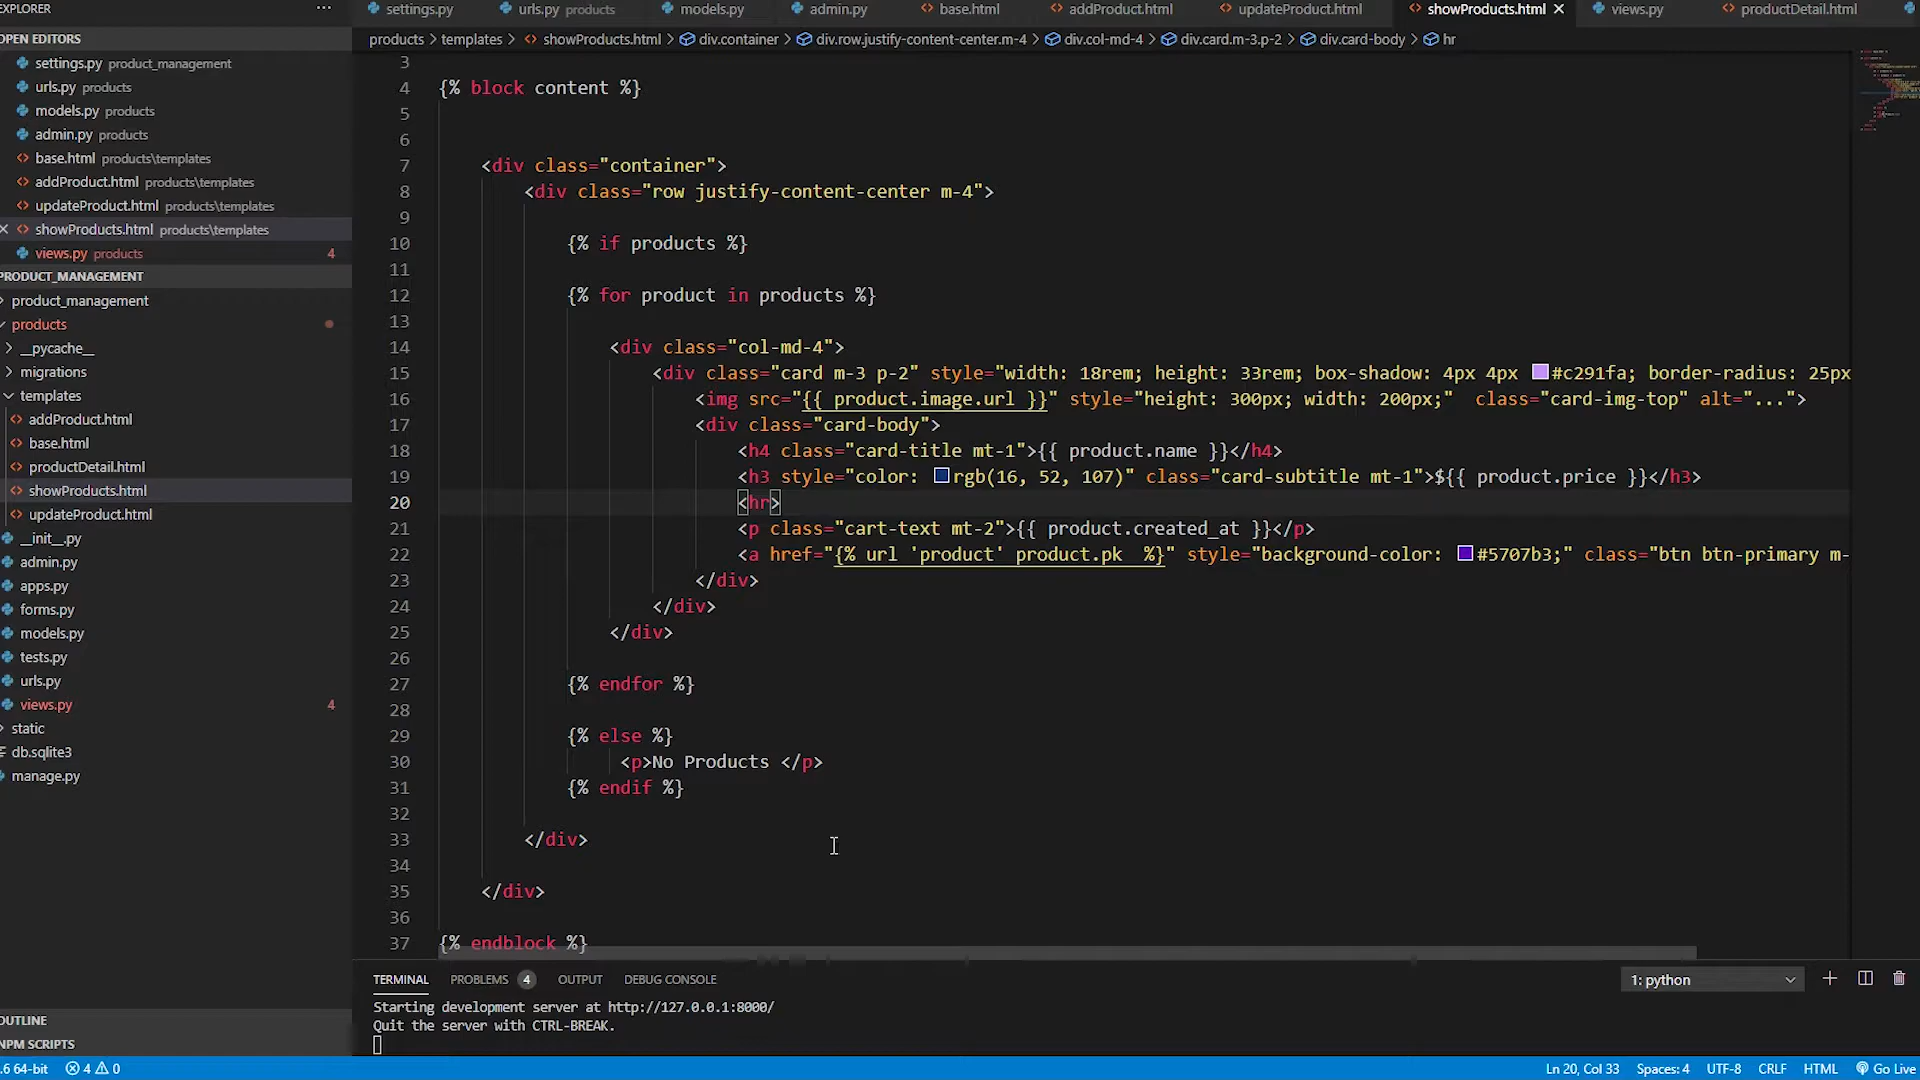 EXPLORER
settings.py
urls.py products
models.py
admin.py
base.html
addProduct.html
updateProduct.html
showProducts.html
views.py
productDetail.html
OPEN EDITORS
settings.py product_management
urls.py products
models.py products
admin.py products
base.html products\templates
addProduct.html products\templates
updateProduct.html products\templates
showProducts.html products\templates
views.py products 4
PRODUCT_MANAGEMENT
product_management
products
__pycache__
migrations
templates
addProduct.html
base.html
productDetail.html
showProducts.html
updateProduct.html
__init__.py
admin.py
apps.py
forms.py
models.py
tests.py
urls.py
views.py 4
static
db.sqlite3
manage.py
OUTLINE
NPM SCRIPTS
products > templates > showProducts.html > div.container > div.row.justify-content-center.m-4 > div.col-md-4 > div.card.m-3.p-2 > div.card-body > hr
3
4 {% block content %}
5
6
7 <div class="container">
8 <div class="row justify-content-center m-4">
9
10 {% if products %}
11
12 {% for product in products %}
13
14 <div class="col-md-4">
15 <div class="card m-3 p-2" style="width: 18rem; height: 33rem; box-shadow: 4px 4px #c291fa; border-radius: 25px
16 <img src="{{ product.image.url }}" style="height: 300px; width: 200px;"  class="card-img-top" alt="...">
17 <div class="card-body">
18 <h4 class="card-title mt-1">{{ product.name }}</h4>
19 <h3 style="color: rgb(16, 52, 107)" class="card-subtitle mt-1">${{ product.price }}</h3>
20 <hr>
21 <p class="cart-text mt-2">{{ product.created_at }}</p>
22 <a href="{% url 'product' product.pk  %}" style="background-color: #5707b3;" class="btn btn-primary m-
23 </div>
24 </div>
25 </div>
26
27 {% endfor %}
28
29 {% else %}
30 <p>No Products </p>
31 {% endif %}
32
33 </div>
34
35 </div>
36
37 {% endblock %}
TERMINAL PROBLEMS 4 OUTPUT DEBUG CONSOLE 1: python
Starting development server at http://127.0.0.1:8000/
Quit the server with CTRL-BREAK.
.6 64-bit 4 0 Ln 20, Col 33 Spaces: 4 UTF-8 CRLF HTML Go Live